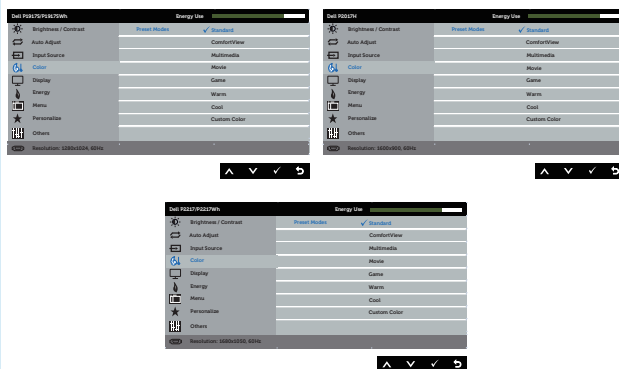 Dell P1917S/P1917SWh Energy Use
Brightness / Contrast Preset Modes ✓ Standard
Auto Adjust ComfortView
Input Source Multimedia
Color Movie
Display Game
Energy Warm
Menu Cool
Personalize Custom Color
Others
Resolution: 1280x1024, 60Hz
Dell P2017H Energy Use
Brightness / Contrast Preset Modes ✓ Standard
Auto Adjust ComfortView
Input Source Multimedia
Color Movie
Display Game
Energy Warm
Menu Cool
Personalize Custom Color
Others
Resolution: 1600x900, 60Hz
Dell P2217/P2217Wh Energy Use
Brightness / Contrast Preset Modes ✓ Standard
Auto Adjust ComfortView
Input Source Multimedia
Color Movie
Display Game
Energy Warm
Menu Cool
Personalize Custom Color
Others
Resolution: 1680x1050, 60Hz